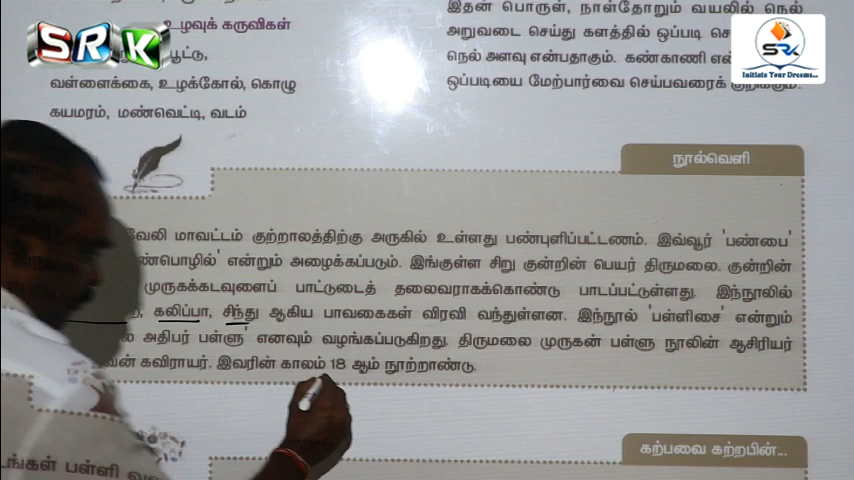 SRK
SRK
Initiate Your Dreams...
உழவுக் கருவிகள்
பூட்டு,
வள்ளைக்கை, உழக்கோல், கொழு
கயமரம், மண்வெட்டி, வடம்
இதன் பொருள், நாள்தோறும் வயலில் நெல்
அறுவடை செய்து களத்தில் ஒப்படி
நெல் அளவு என்பதாகும். கண்காணி
ஒப்படியை மேற்பார்வை செய்பவரைக் குறிக்கும்.
நூல்வெளி
மாவட்டம் குற்றாலத்திற்கு அருகில் உள்ளது பண்புளிப்பட்டணம். இவ்வூர் 'பண்பை'
என்றும் அழைக்கப்படும். இங்குள்ள சிறு குன்றின் பெயர் திருமலை. குன்றின்
முருகக்கடவுளைப் பாட்டுடைத் தலைவராகக்கொண்டு பாடப்பட்டுள்ளது. இந்நூலில்
கலிப்பா, சிந்து ஆகிய பாவகைகள் விரவி வந்துள்ளன. இந்நூல் 'பள்ளிசை' என்றும்
அதிபர் பள்ளு' எனவும் வழங்கப்படுகிறது. திருமலை முருகன் பள்ளு நூலின் ஆசிரியர்
கவிராயர். இவரின் காலம் 18 ஆம் நூற்றாண்டு.
கற்பவை கற்றபின்...
பள்ளி